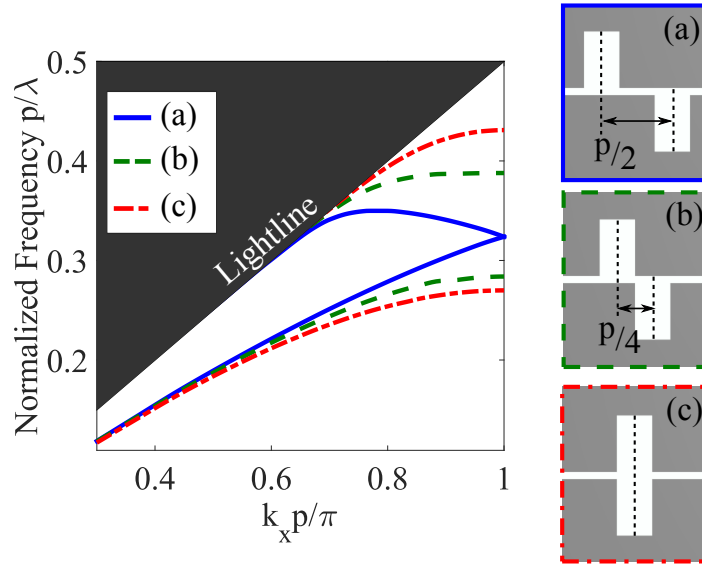 0.5
0.4
0.3
0.2
Normalized Frequency p/λ
(a)
(b)
(c)
Lightline
0.4
0.6
0.8
1
kₓp/π
(a)
p/2
(b)
p/4
(c)